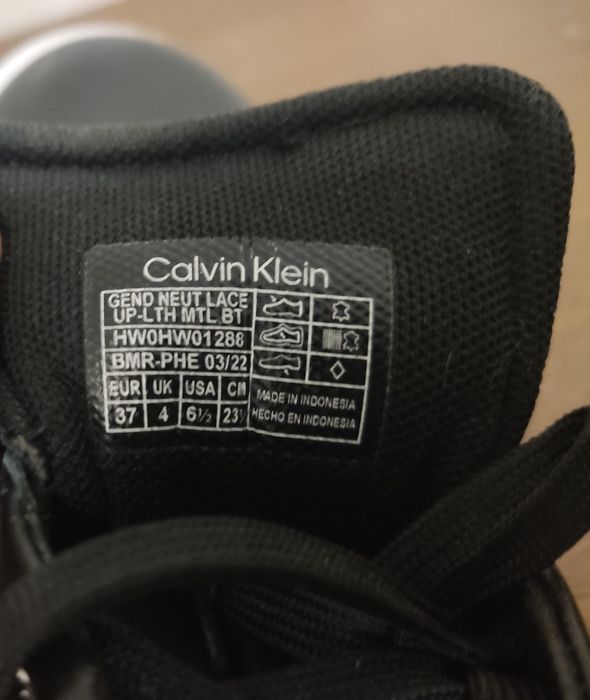 Calvin Klein
GEND NEUT LACE
UP-LTH MTL BT
HW0HW01288
BMR-PHE 03/22
EUR UK USA CM
37 4 6½ 23½
MADE IN INDONESIA
HECHO EN INDONESIA